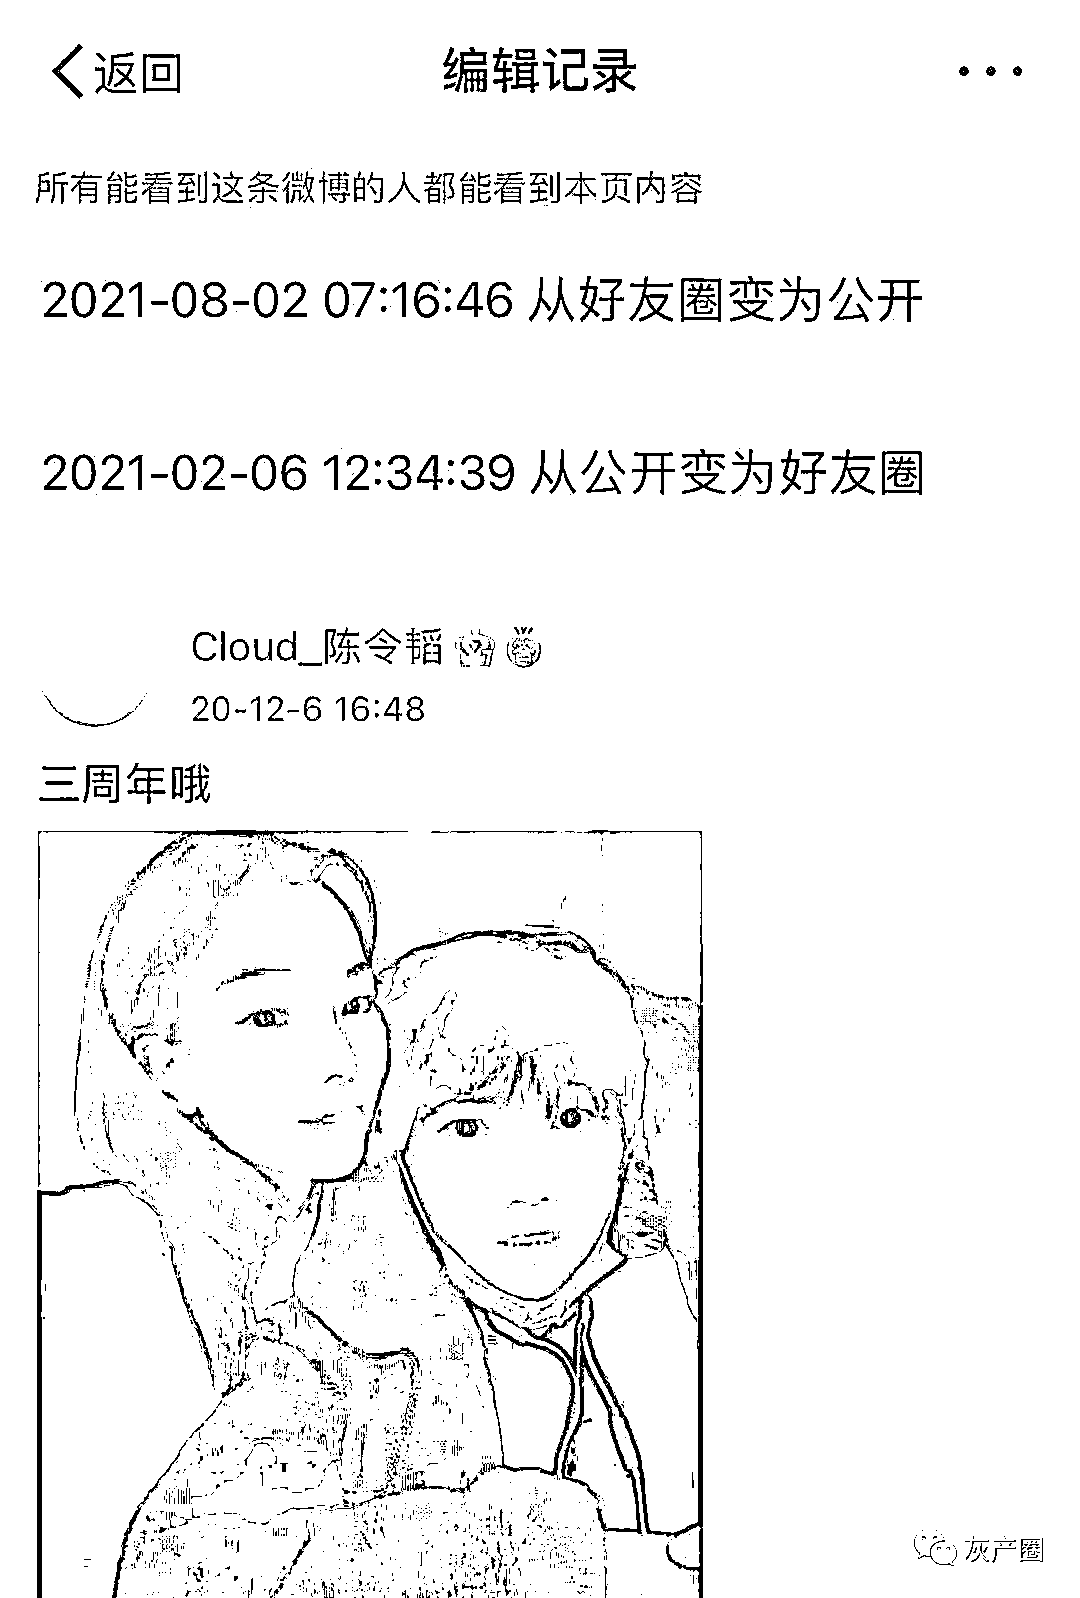 返回
编辑记录
所有能看到这条微博的人都能看到本页内容
2021-08-02 07:16:46 从好友圈变为公开
2021-02-06 12:34:39 从公开变为好友圈
Cloud_陈令韬
20-12-6 16:48
三周年哦
灰产圈